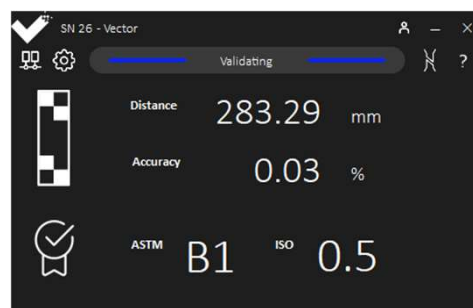 SN 26 - Vector
Validating
?
Distance 283.29 mm
Accuracy 0.03 %
ASTM B1 ISO 0.5